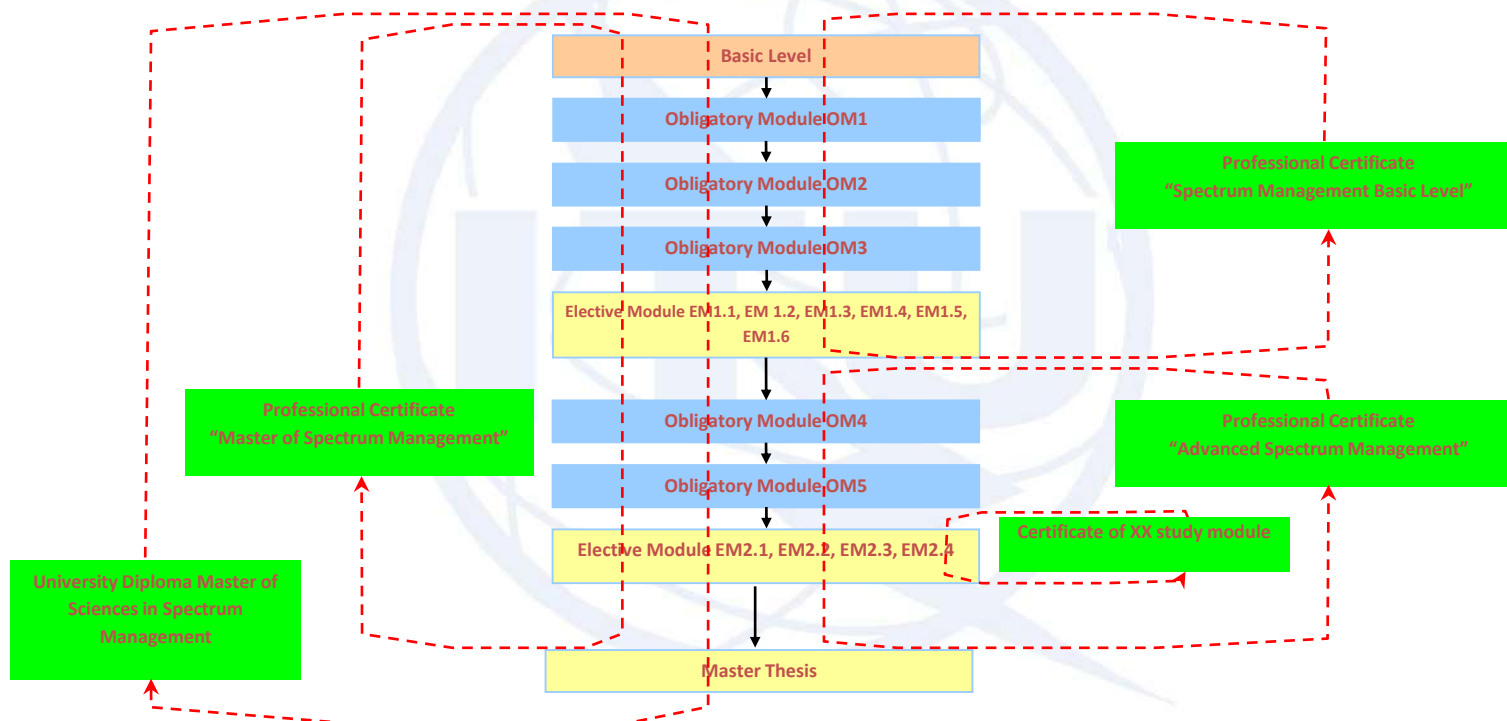 Basic Level
Obligatory Module OM1
Obligatory Module OM2
Obligatory Module OM3
Elective Module EM1.1, EM 1.2, EM1.3, EM1.4, EM1.5,
EM1.6
Obligatory Module OM4
Obligatory Module OM5
Elective Module EM2.1, EM2.2, EM2.3, EM2.4
Master Thesis
Professional Certificate
“Spectrum Management Basic Level”
Professional Certificate
“Advanced Spectrum Management”
Certificate of XX study module
Professional Certificate
“Master of Spectrum Management”
University Diploma Master of
Sciences in Spectrum
Management
ITU